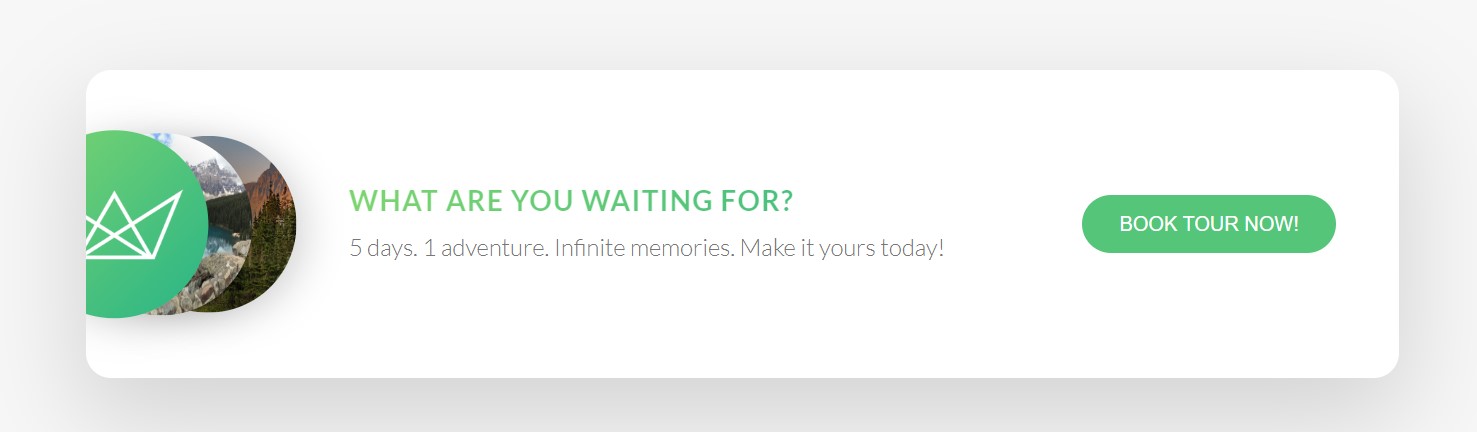 WHAT ARE YOU WAITING FOR?
5 days. 1 adventure. Infinite memories. Make it yours today!
BOOK TOUR NOW!